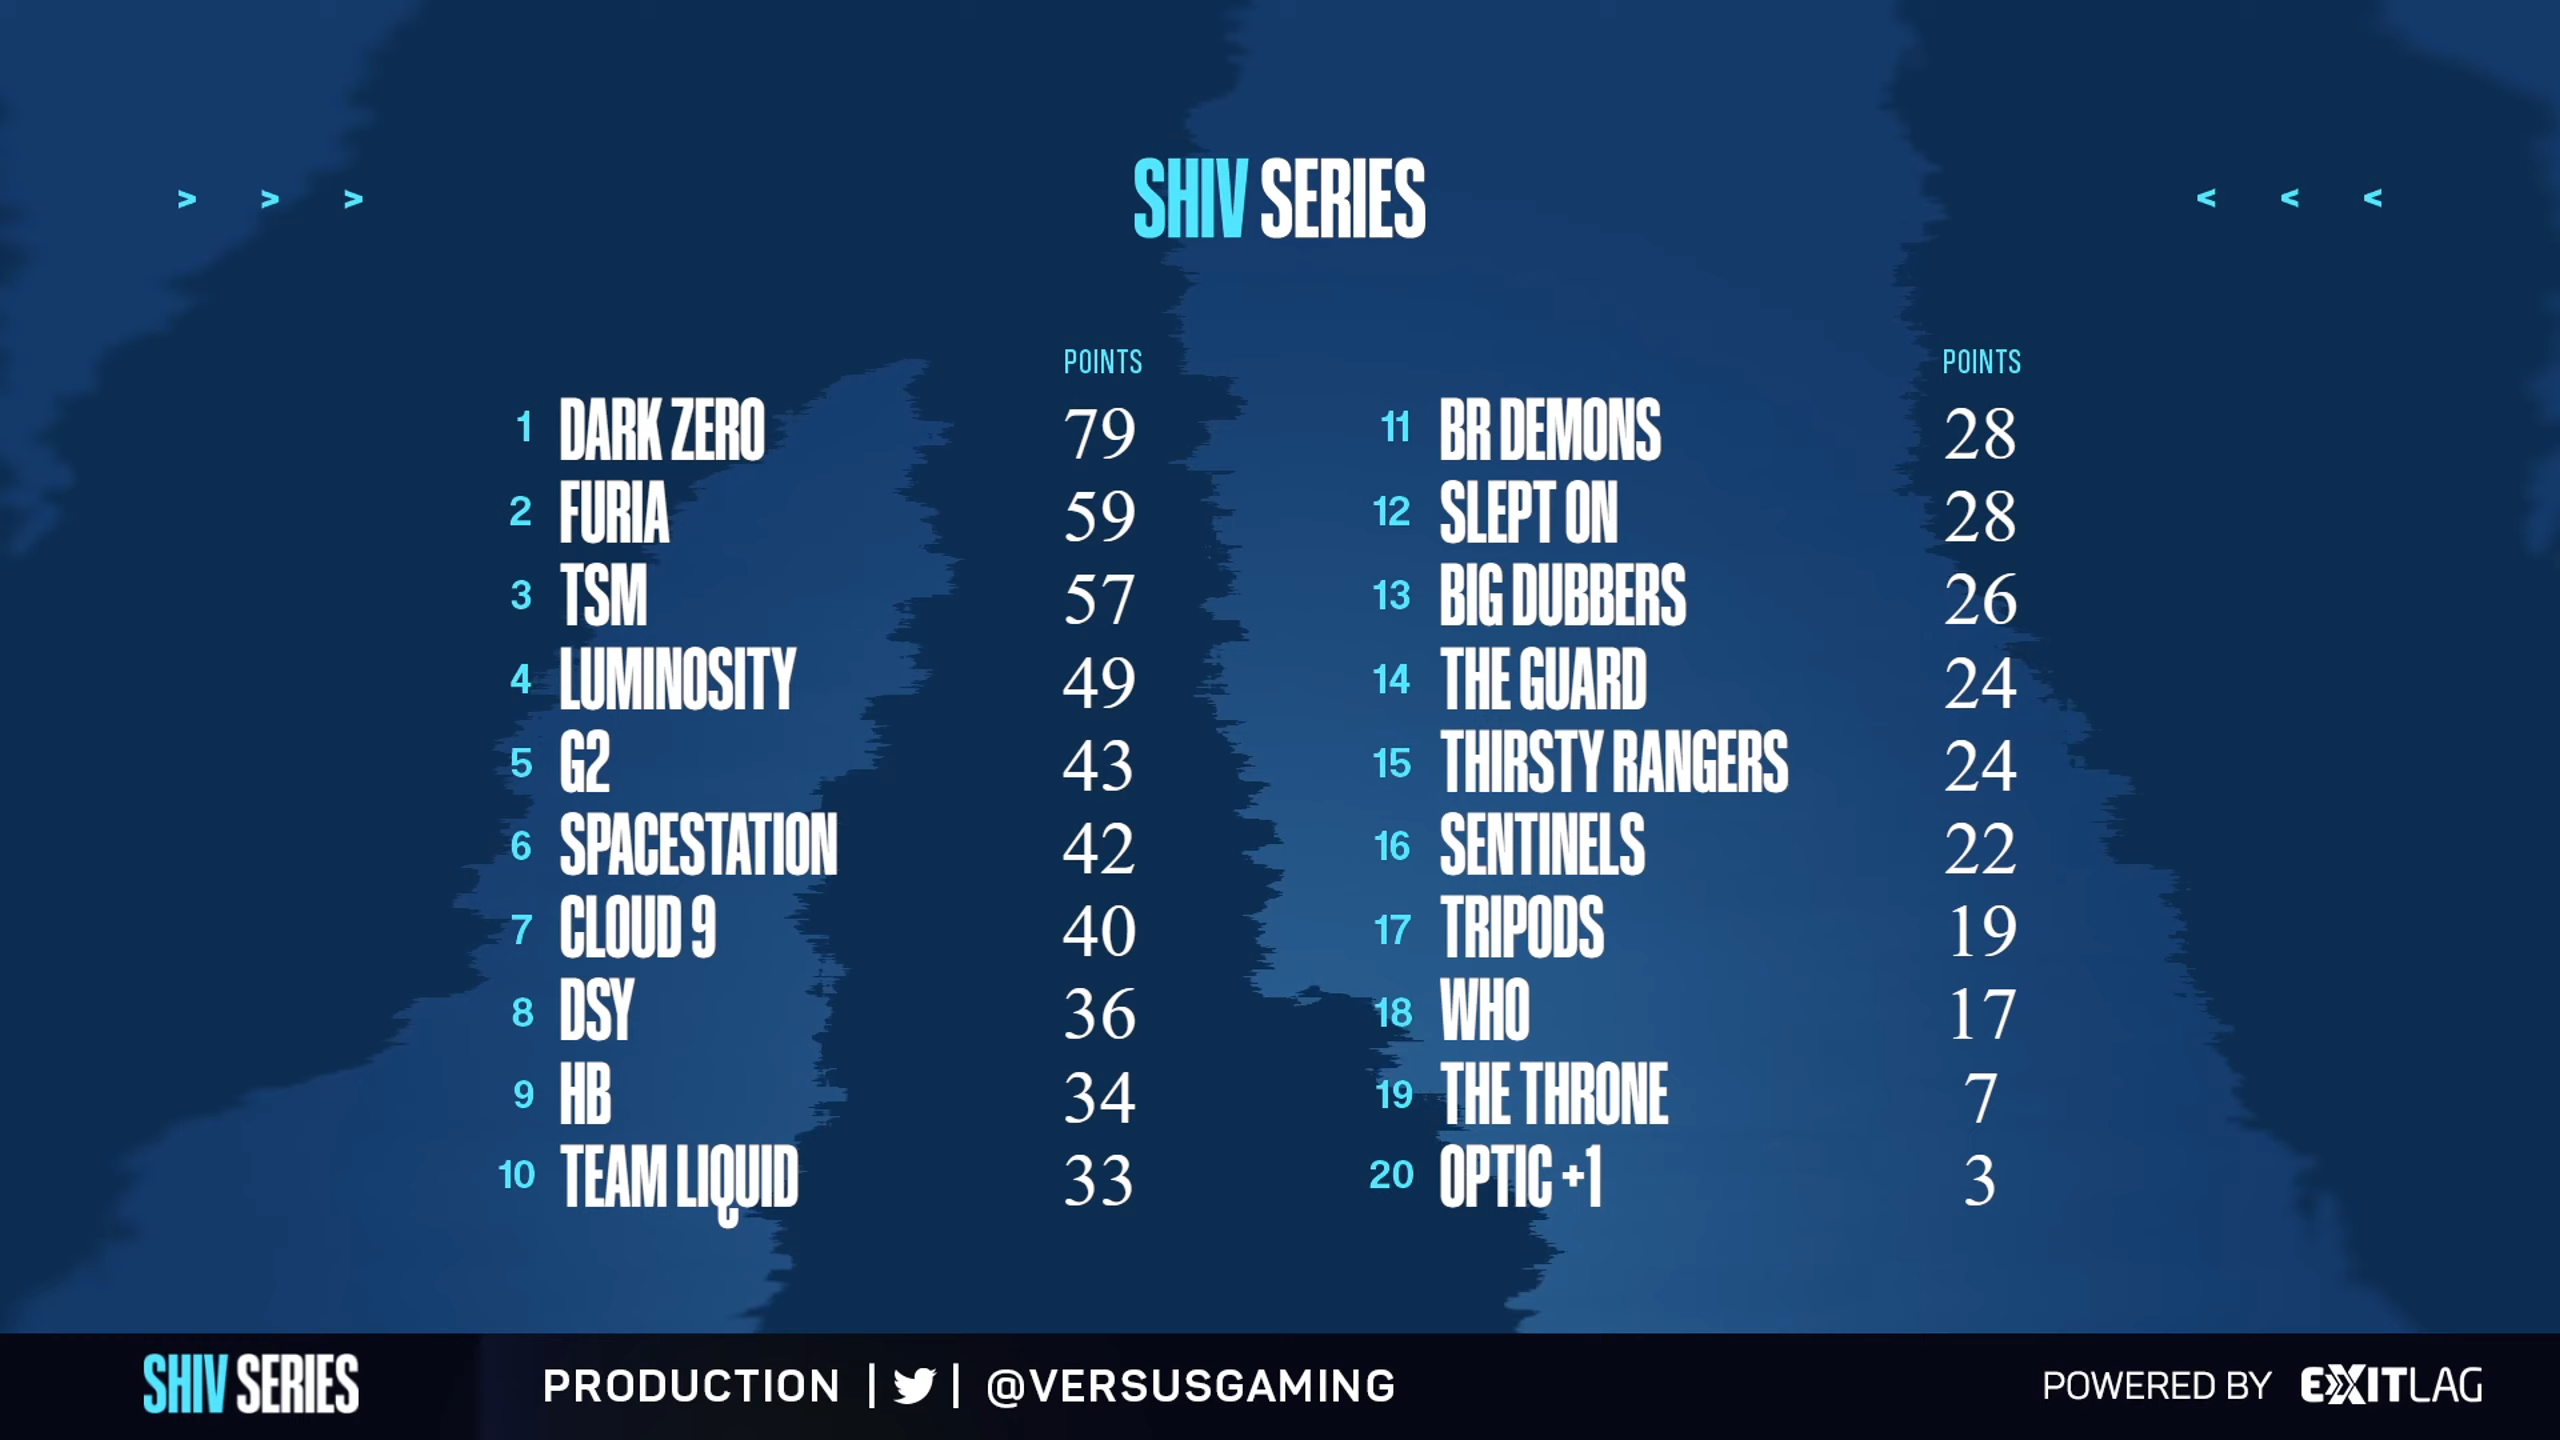 > > >
SHIV SERIES
< < <
POINTS
1 DARK ZERO 79
2 FURIA 59
3 TSM 57
4 LUMINOSITY 49
5 G2 43
6 SPACESTATION 42
7 CLOUD 9 40
8 DSY 36
9 HB 34
10 TEAM LIQUID 33
POINTS
11 BR DEMONS 28
12 SLEPT ON 28
13 BIG DUBBERS 26
14 THE GUARD 24
15 THIRSTY RANGERS 24
16 SENTINELS 22
17 TRIPODS 19
18 WHO 17
19 THE THRONE 7
20 OPTIC +1 3
SHIV SERIES
PRODUCTION | | @VERSUSGAMING
POWERED BY EXITLAG